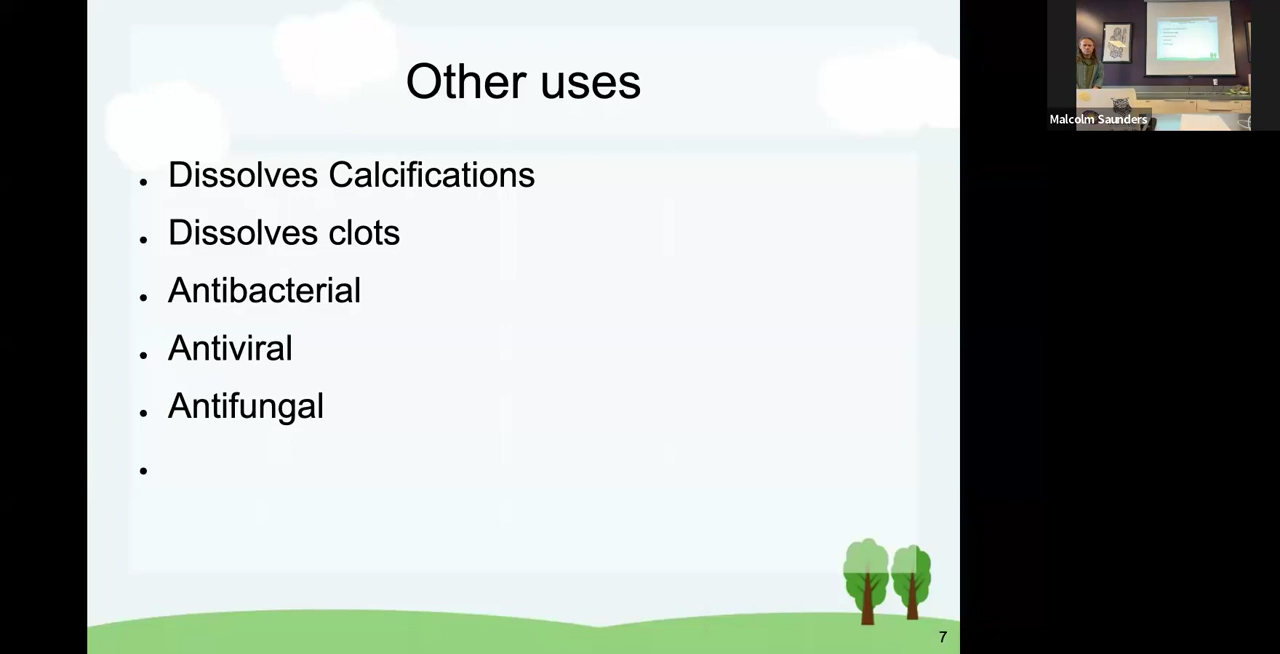 Other uses
Dissolves Calcifications
Dissolves clots
Antibacterial
Antiviral
Antifungal
7
Malcolm Saunders